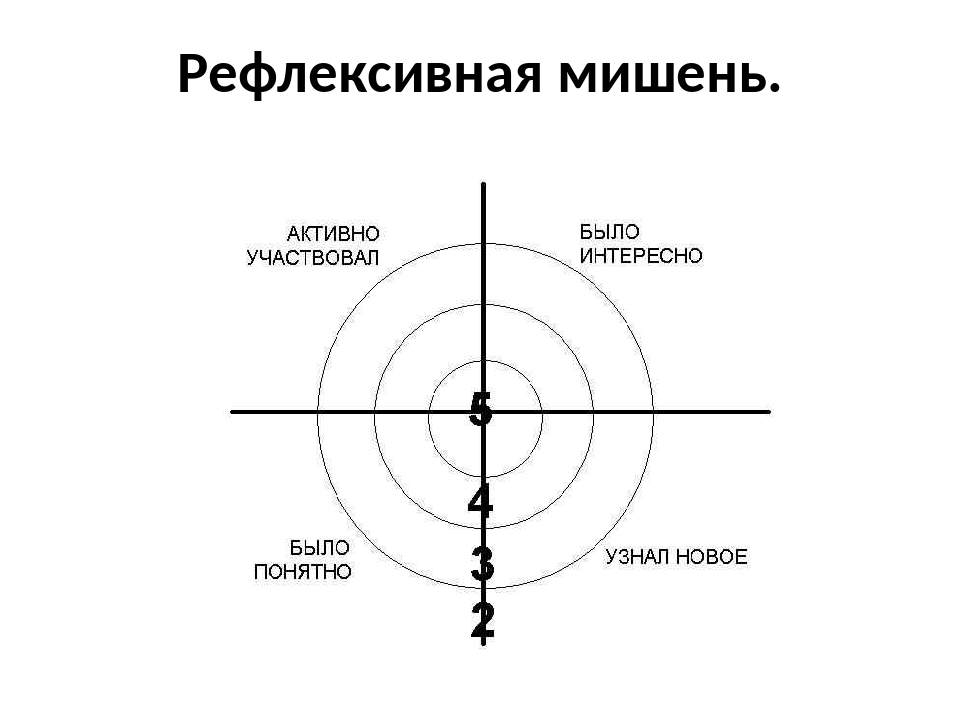 Рефлексивная мишень.
АКТИВНО
УЧАСТВОВАЛ
БЫЛО
ИНТЕРЕСНО
5
4
БЫЛО
ПОНЯТНО
УЗНАЛ НОВОЕ
3
2